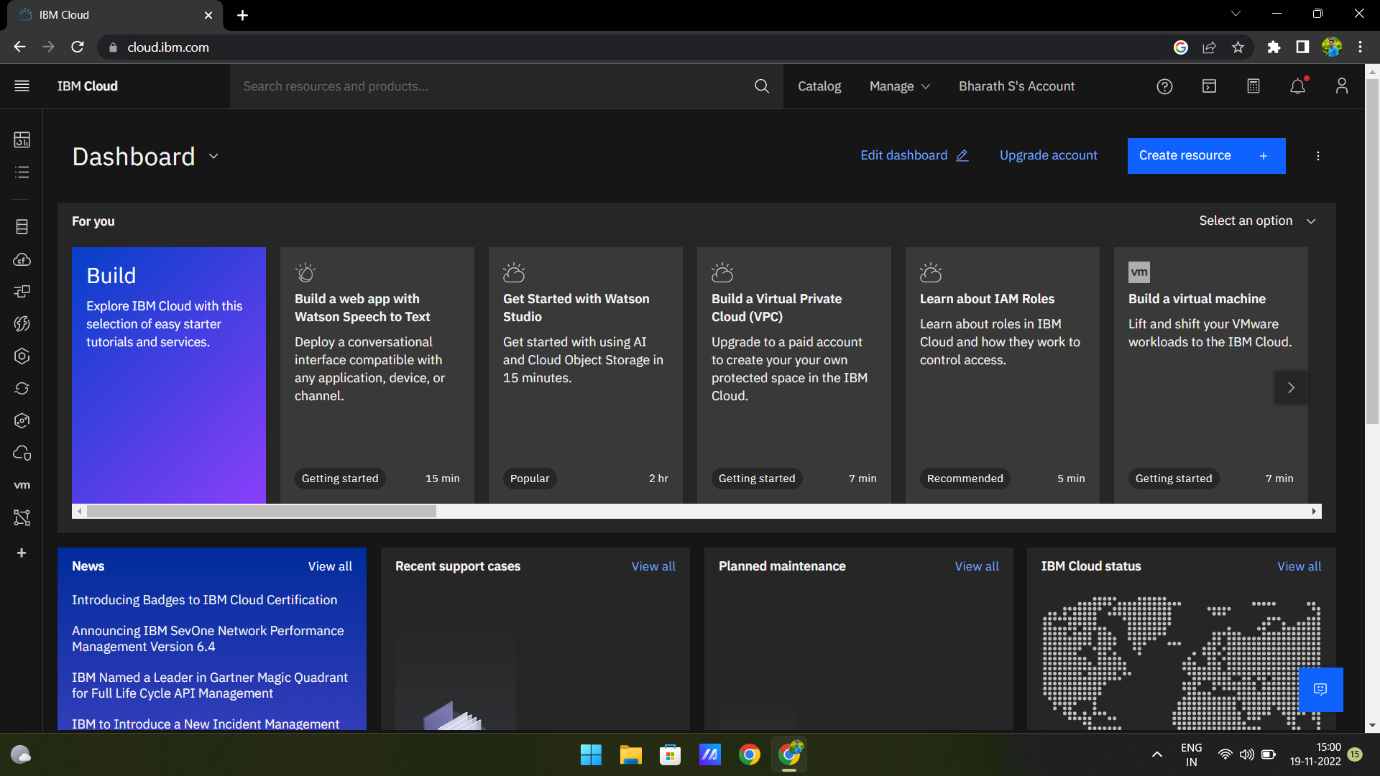 IBM Cloud
cloud.ibm.com
IBM Cloud
Search resources and products...
Catalog
Manage
Bharath S's Account
Dashboard
Edit dashboard
Upgrade account
Create resource +
For you
Select an option
Build
Explore IBM Cloud with this
selection of easy starter
tutorials and services.
Build a web app with
Watson Speech to Text
Deploy a conversational
interface compatible with
any application, device, or
channel.
Getting started
15 min
Get Started with Watson
Studio
Get started with using AI
and Cloud Object Storage in
15 minutes.
Popular
2 hr
Build a Virtual Private
Cloud (VPC)
Upgrade to a paid account
to create your your own
protected space in the IBM
Cloud.
Getting started
7 min
Learn about IAM Roles
Learn about roles in IBM
Cloud and how they work to
control access.
Recommended
5 min
vm
Build a virtual machine
Lift and shift your VMware
workloads to the IBM Cloud.
Getting started
7 min
vm
News
View all
Introducing Badges to IBM Cloud Certification
Announcing IBM SevOne Network Performance
Management Version 6.4
IBM Named a Leader in Gartner Magic Quadrant
for Full Life Cycle API Management
IBM to Introduce a New Incident Management
Recent support cases
View all
Planned maintenance
View all
IBM Cloud status
View all
ENG
IN
15:00
19-11-2022
15